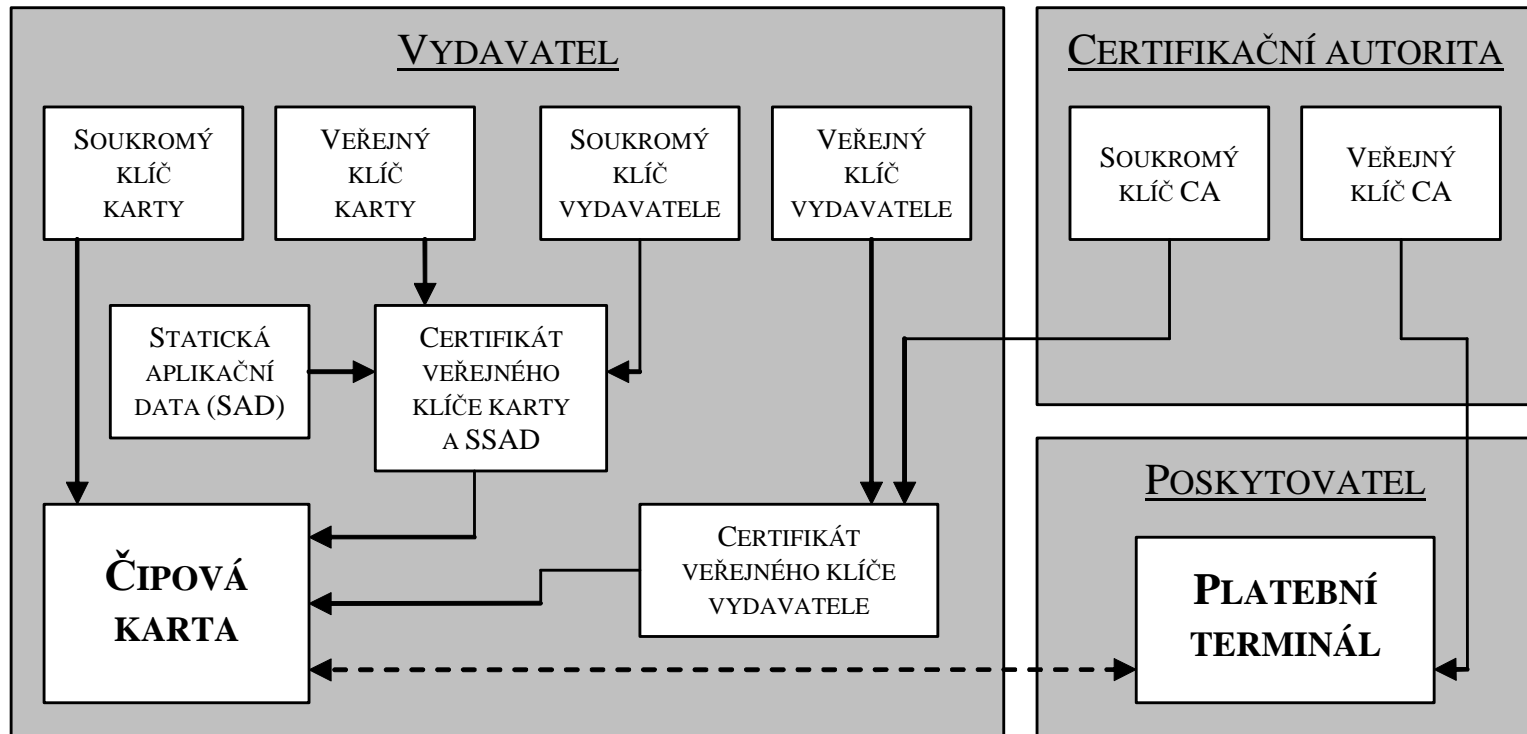 VYDAVATEL
SOUKROMÝ
KLÍČ
KARTY
VEŘEJNÝ
KLÍČ
KARTY
SOUKROMÝ
KLÍČ
VYDAVATELE
VEŘEJNÝ
KLÍČ
VYDAVATELE
STATICKÁ
APLIKAČNÍ
DATA (SAD)
CERTIFIKÁT
VEŘEJNÉHO
KLÍČE KARTY
A SSAD
ČIPOVÁ
KARTA
CERTIFIKÁT
VEŘEJNÉHO KLÍČE
VYDAVATELE
CERTIFIKAČNÍ AUTORITA
SOUKROMÝ
KLÍČ CA
VEŘEJNÝ
KLÍČ CA
POSKYTOVATEL
PLATEBNÍ
TERMINÁL